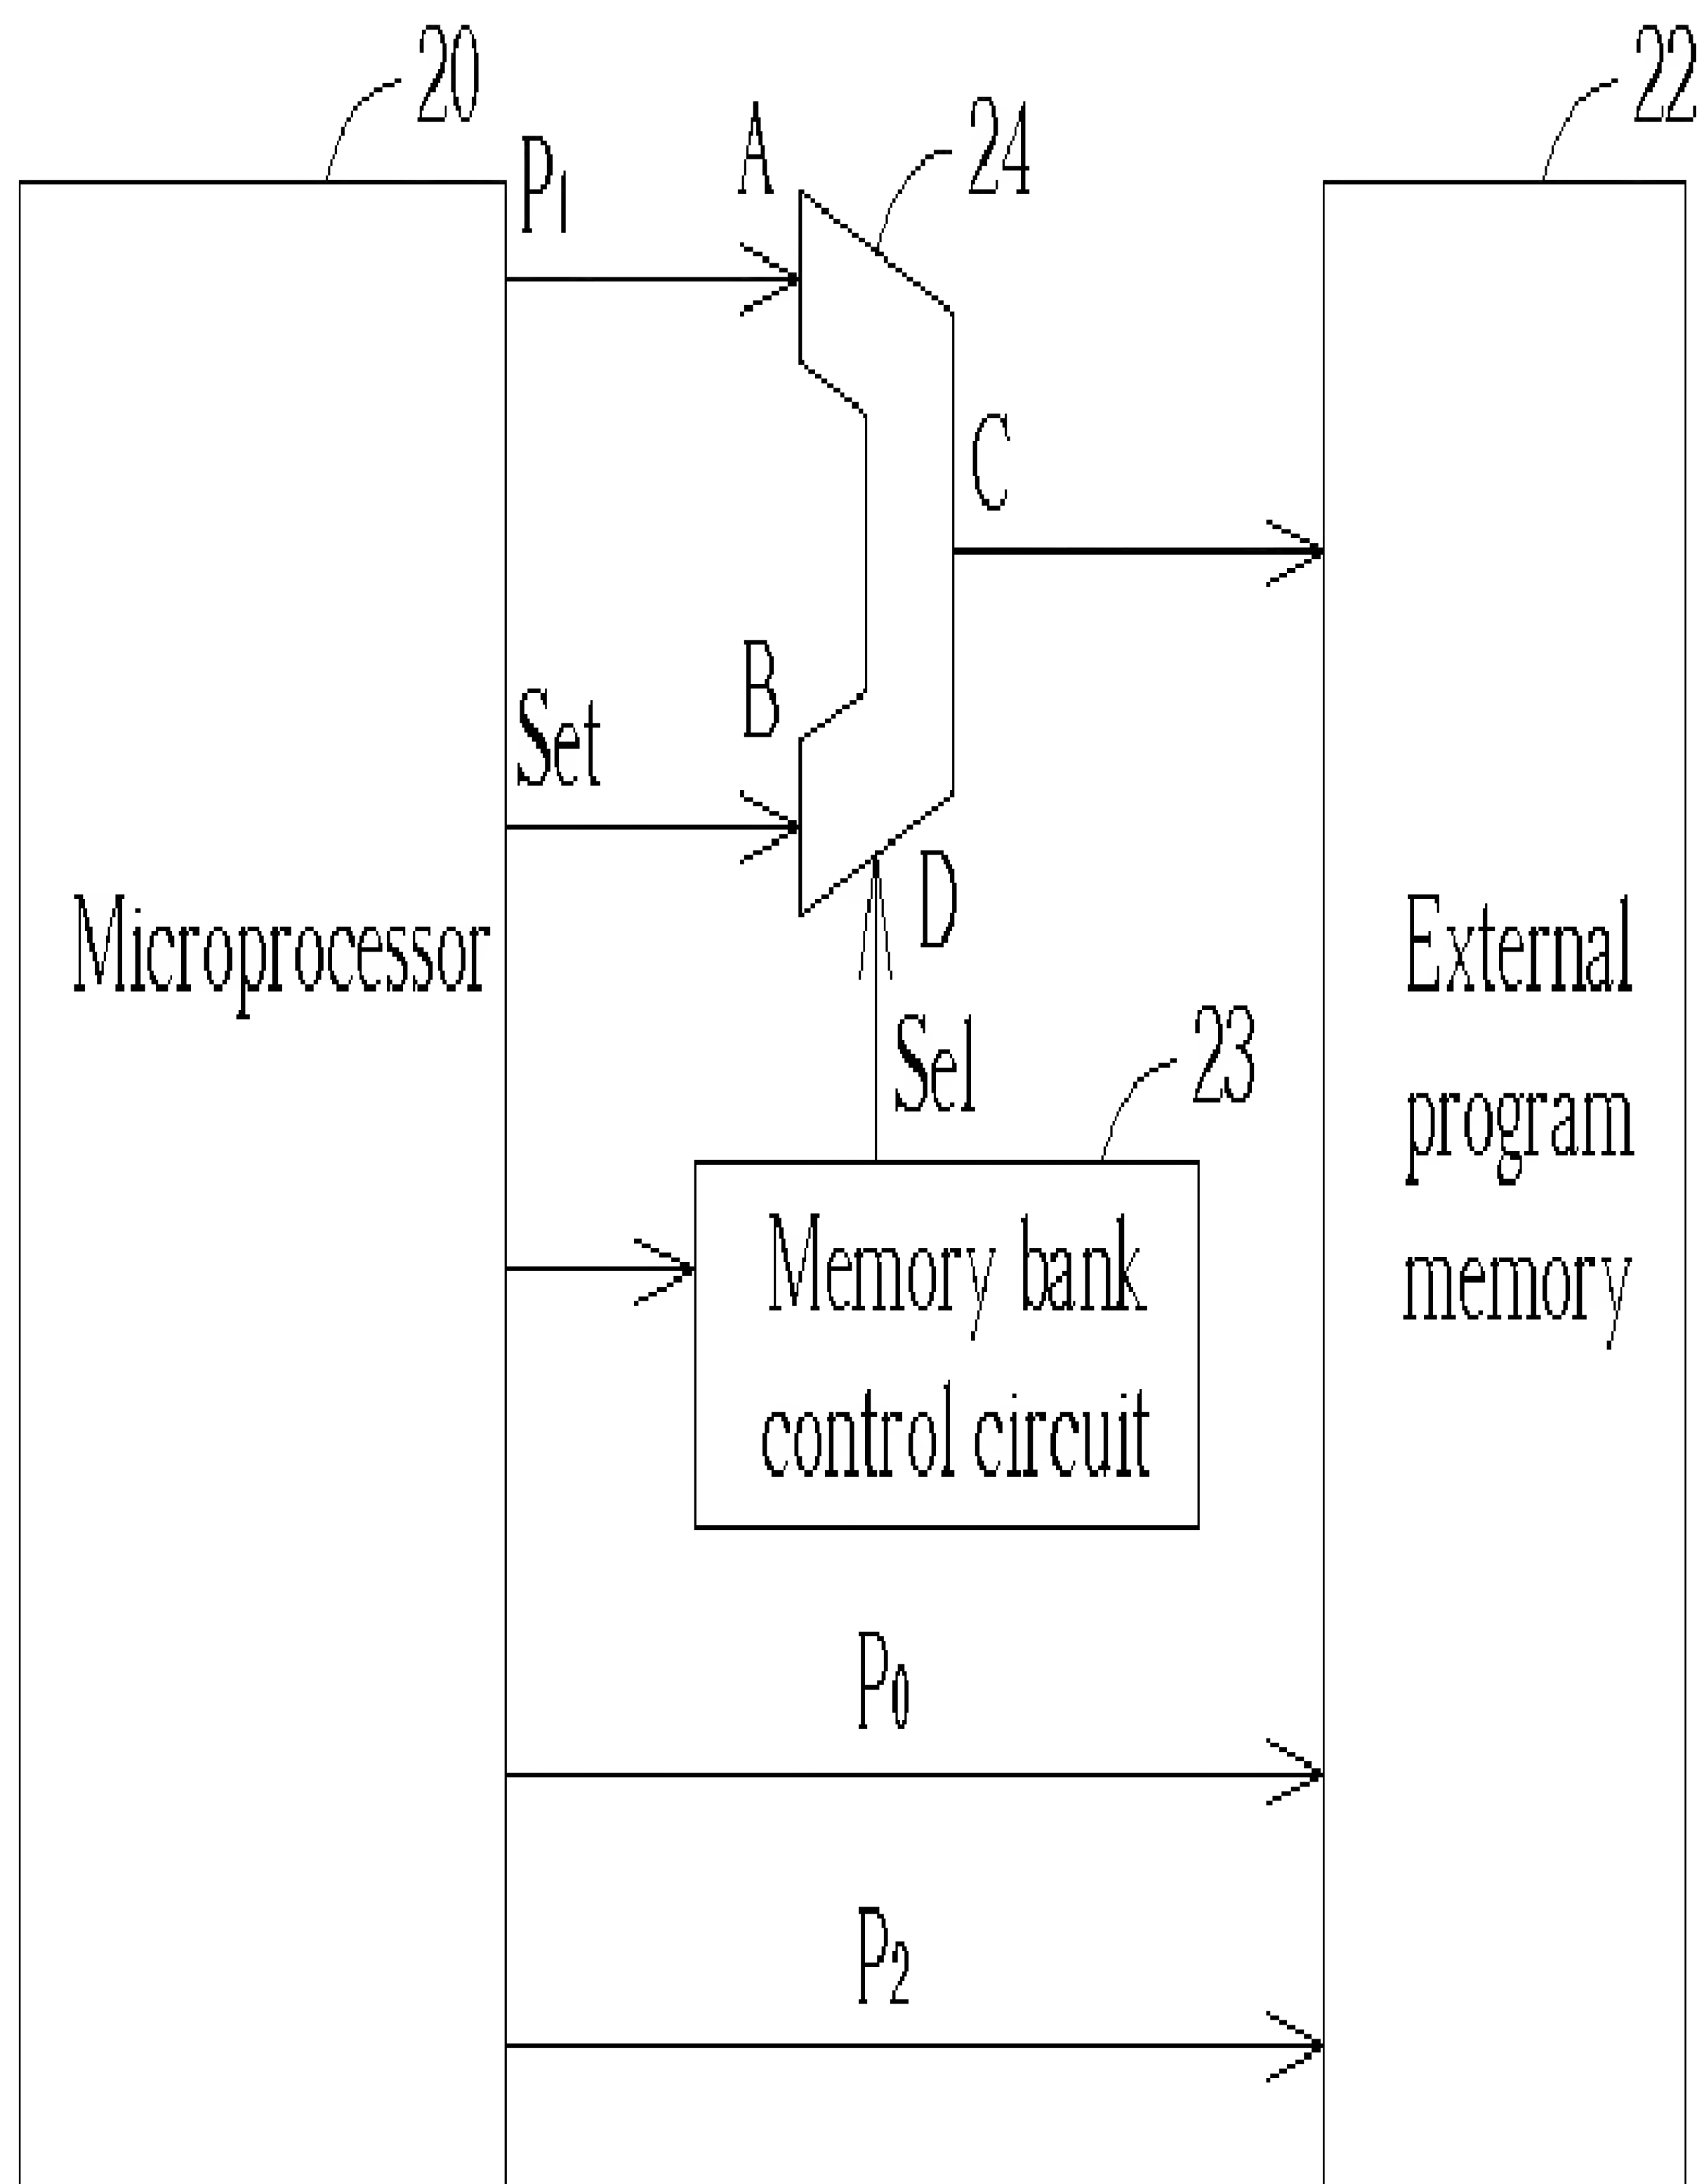 20
22
P1
A
24
C
B
Set
D
Microprocessor
External
program
memory
Sel
23
Memory bank
control circuit
P0
P2